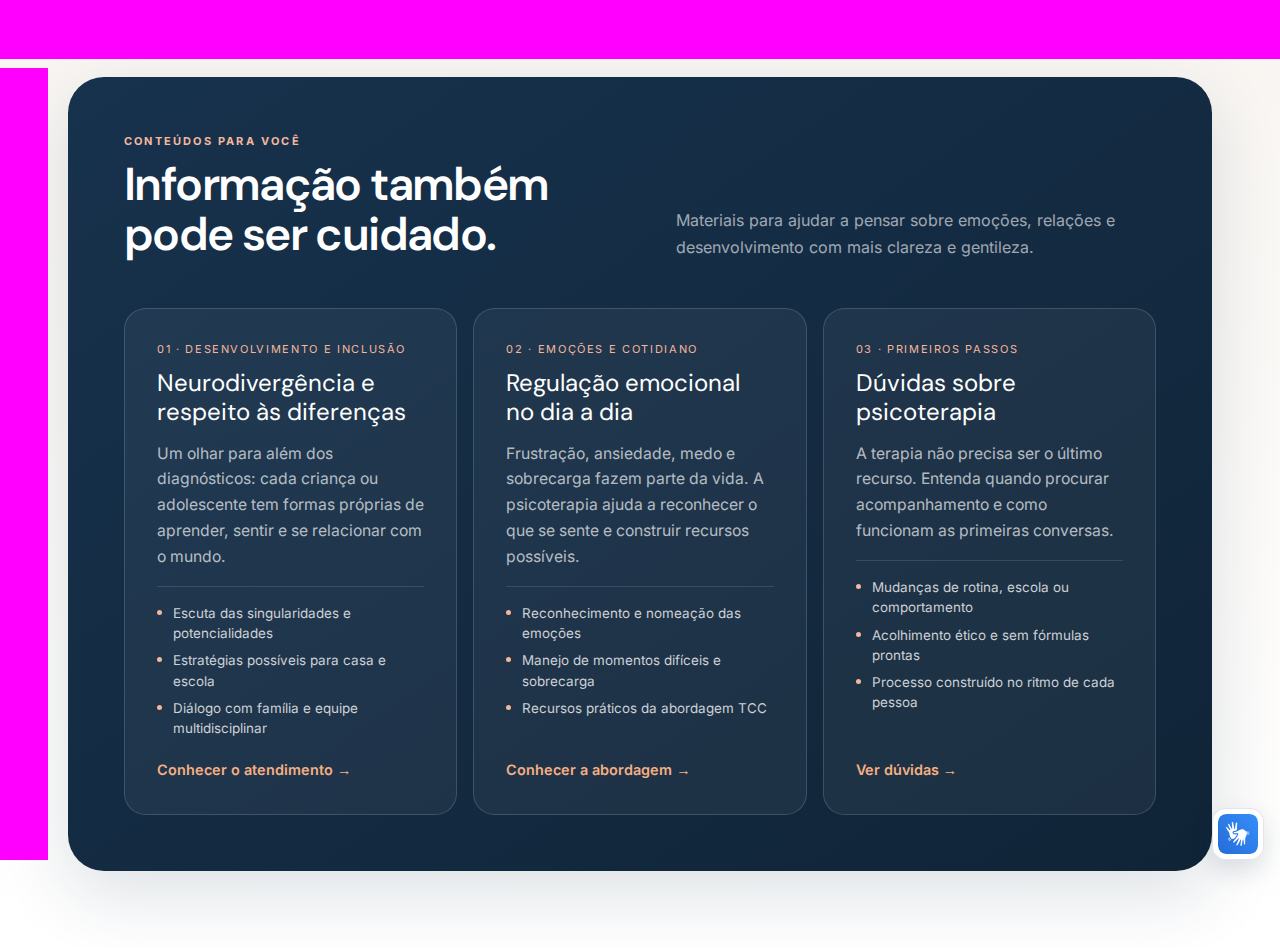 CONTEÚDOS PARA VOCÊ
Informação também
pode ser cuidado.
Materiais para ajudar a pensar sobre emoções, relações e
desenvolvimento com mais clareza e gentileza.
01 · DESENVOLVIMENTO E INCLUSÃO
Neurodivergência e
respeito às diferenças
Um olhar para além dos
diagnósticos: cada criança ou
adolescente tem formas próprias de
aprender, sentir e se relacionar com
o mundo.
Escuta das singularidades e
potencialidades
Estratégias possíveis para casa e
escola
Diálogo com família e equipe
multidisciplinar
Conhecer o atendimento →
02 · EMOÇÕES E COTIDIANO
Regulação emocional
no dia a dia
Frustração, ansiedade, medo e
sobrecarga fazem parte da vida. A
psicoterapia ajuda a reconhecer o
que se sente e construir recursos
possíveis.
Reconhecimento e nomeação das
emoções
Manejo de momentos difíceis e
sobrecarga
Recursos práticos da abordagem TCC
Conhecer a abordagem →
03 · PRIMEIROS PASSOS
Dúvidas sobre
psicoterapia
A terapia não precisa ser o último
recurso. Entenda quando procurar
acompanhamento e como
funcionam as primeiras conversas.
Mudanças de rotina, escola ou
comportamento
Acolhimento ético e sem fórmulas
prontas
Processo construído no ritmo de cada
pessoa
Ver dúvidas →